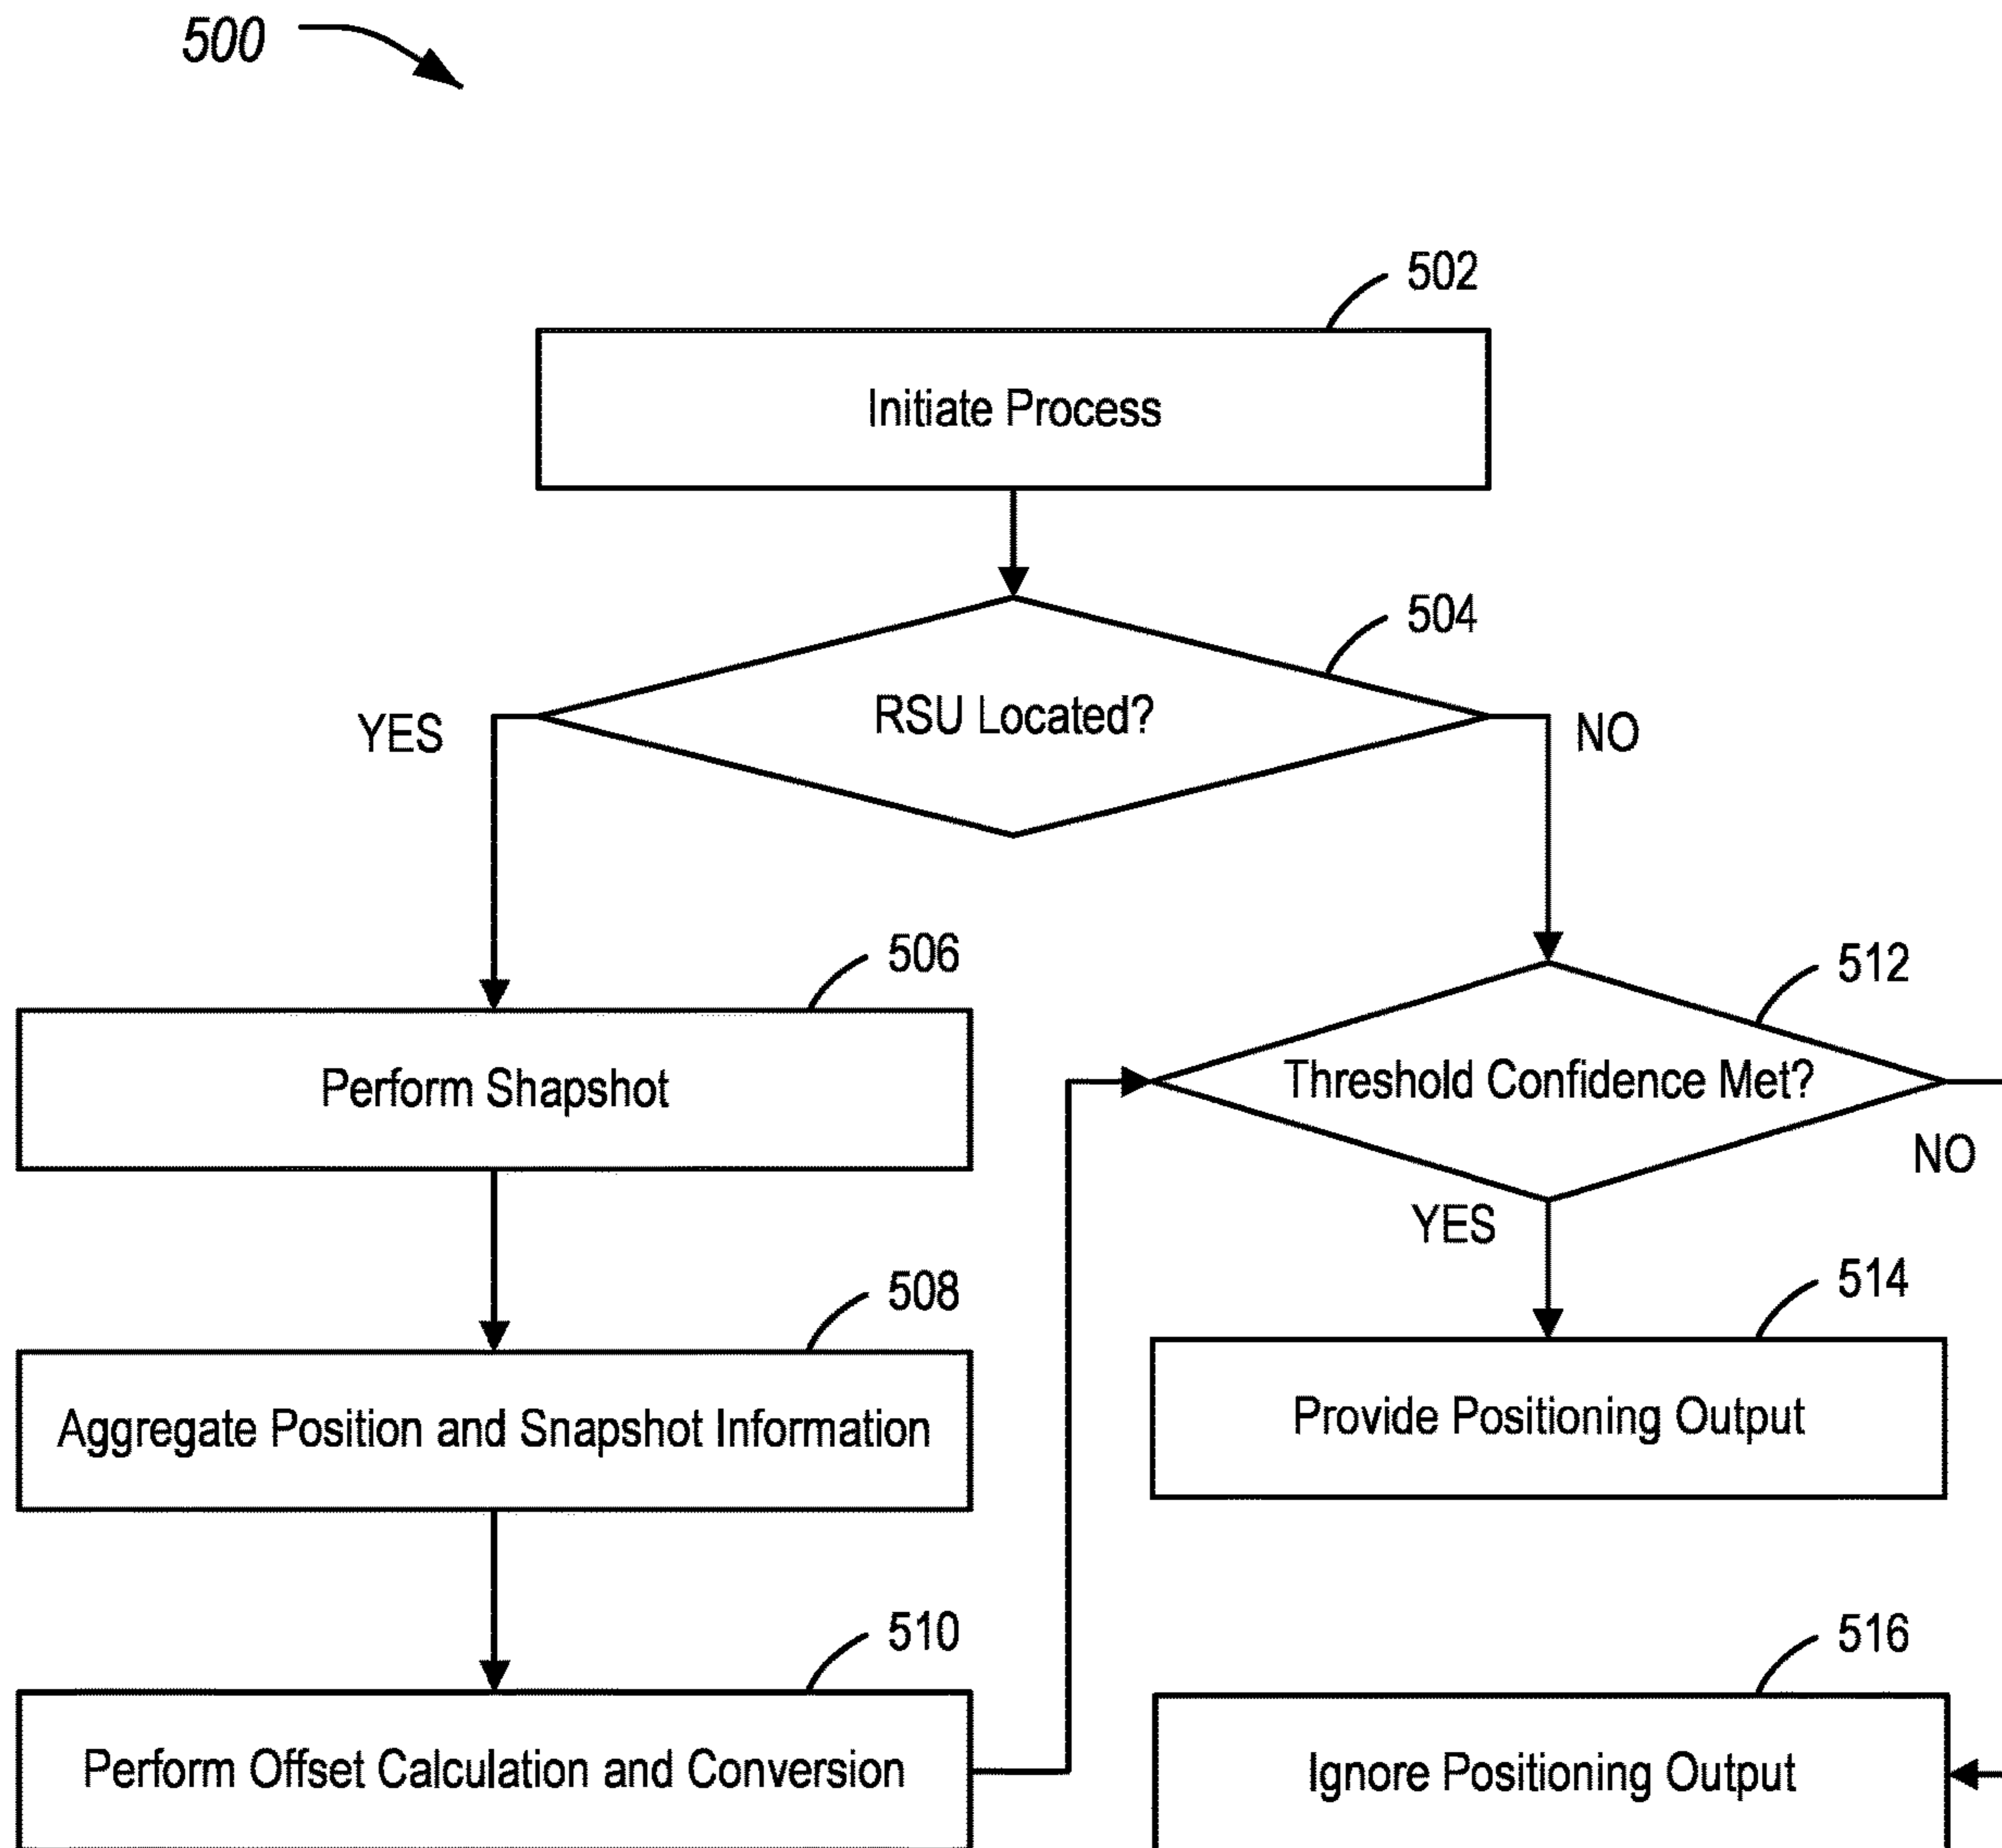 500
502
Initiate Process
504
RSU Located?
YES
NO
506
Perform Shapshot
512
Threshold Confidence Met?
NO
YES
508
Aggregate Position and Snapshot Information
514
Provide Positioning Output
510
Perform Offset Calculation and Conversion
516
Ignore Positioning Output